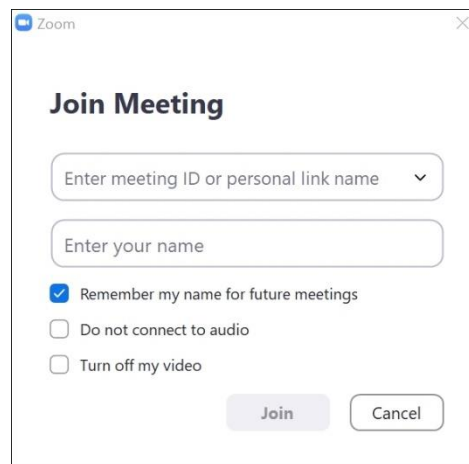 Zoom
Join Meeting
Enter meeting ID or personal link name
Enter your name
Remember my name for future meetings
Do not connect to audio
Turn off my video
Join Cancel